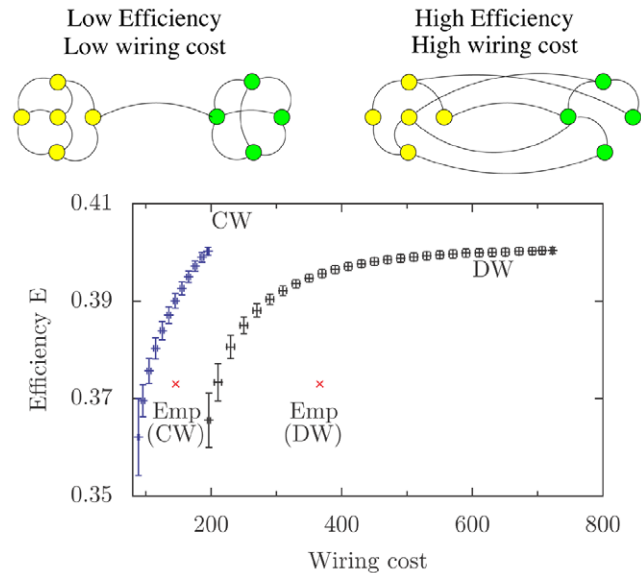 Low Efficiency
Low wiring cost
High Efficiency
High wiring cost
0.41
0.39
0.37
0.35
Efficiency E
CW
DW
Emp
(CW)
Emp
(DW)
200
400
600
800
Wiring cost